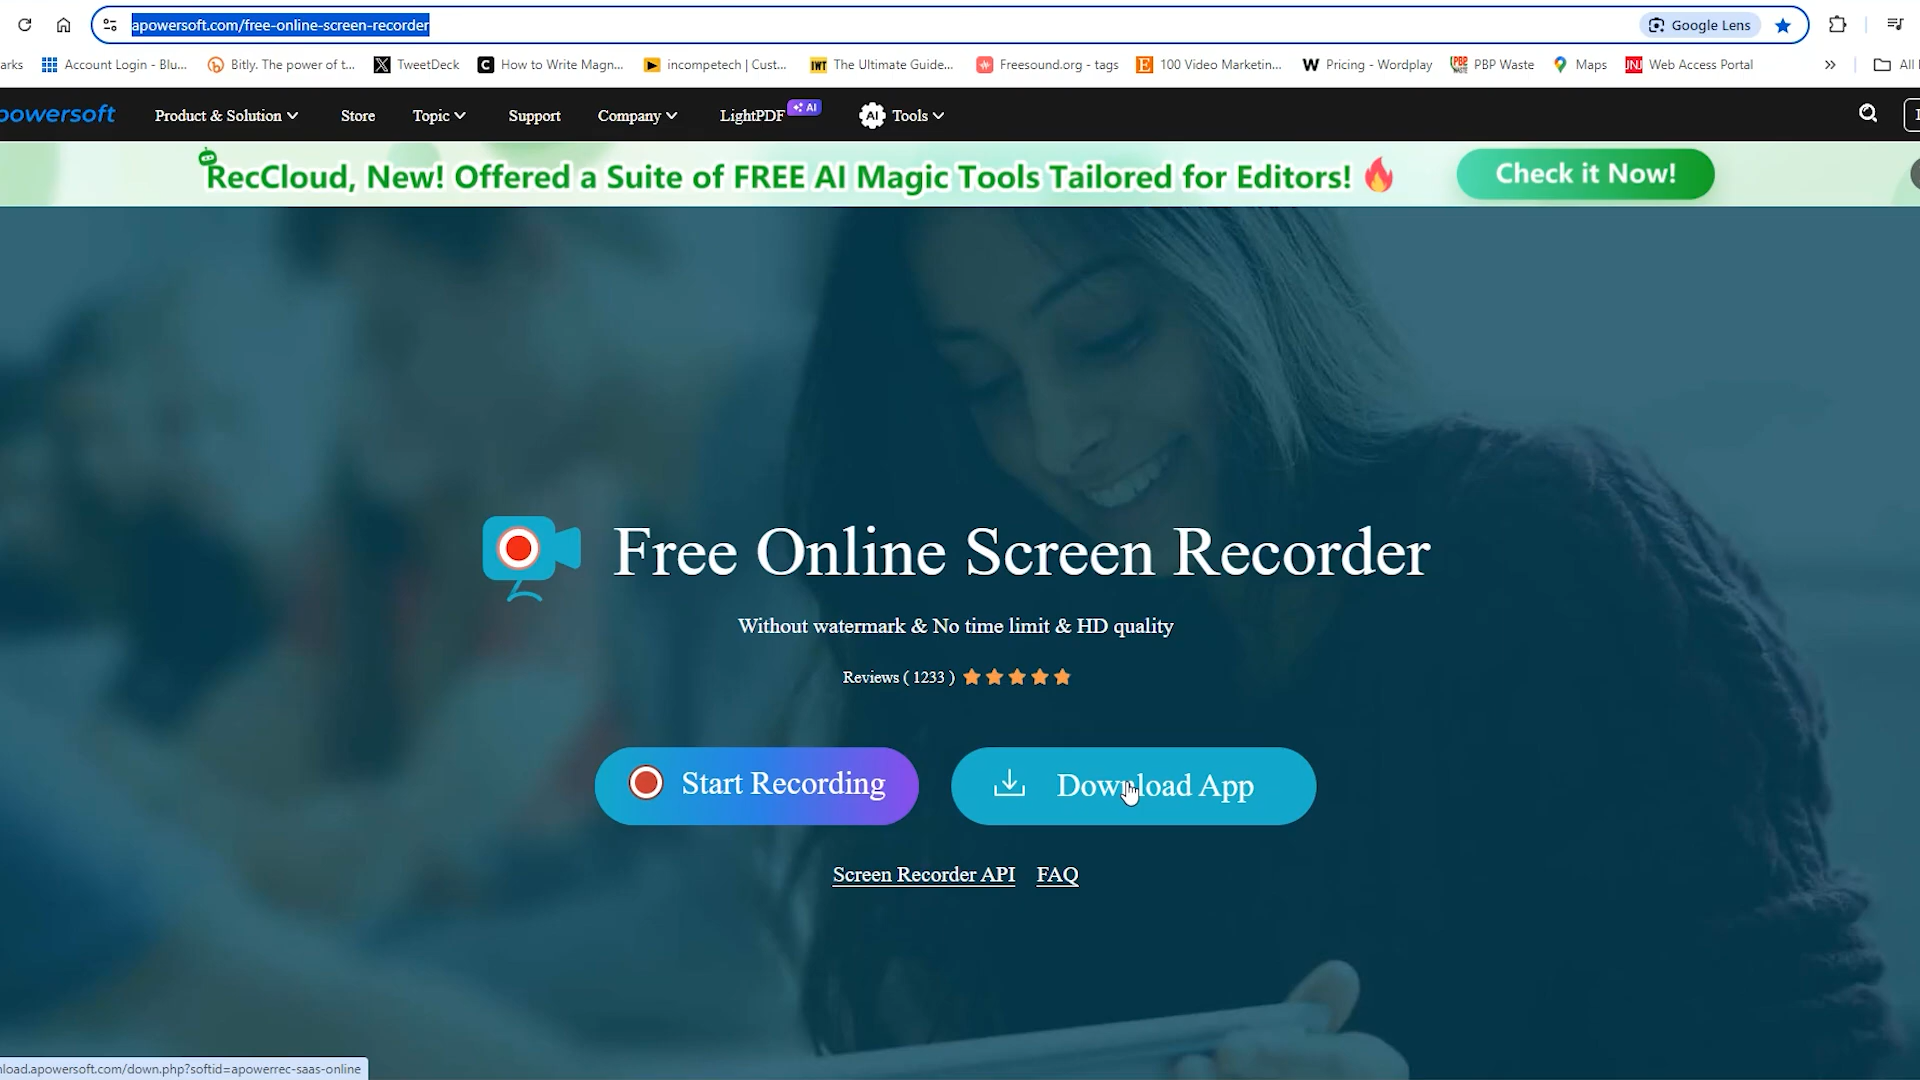 apowersoft.com/free-online-screen-recorder
Google Lens
arks
Account Login - Blu...
Bitly. The power of t...
TweetDeck
How to Write Magn...
incompetech | Cust...
The Ultimate Guide...
Freesound.org - tags
100 Video Marketin...
Pricing - Wordplay
PBP Waste
Maps
Web Access Portal
»
All
powersoft
Product & Solution
Store
Topic
Support
Company
LightPDF
AI
AI
Tools
RecCloud, New! Offered a Suite of FREE AI Magic Tools Tailored for Editors!
Check it Now!
Free Online Screen Recorder
Without watermark & No time limit & HD quality
Reviews ( 1233 )
Start Recording
Download App
Screen Recorder API
FAQ
nload.apowersoft.com/down.php?softid=apowerrec-saas-online